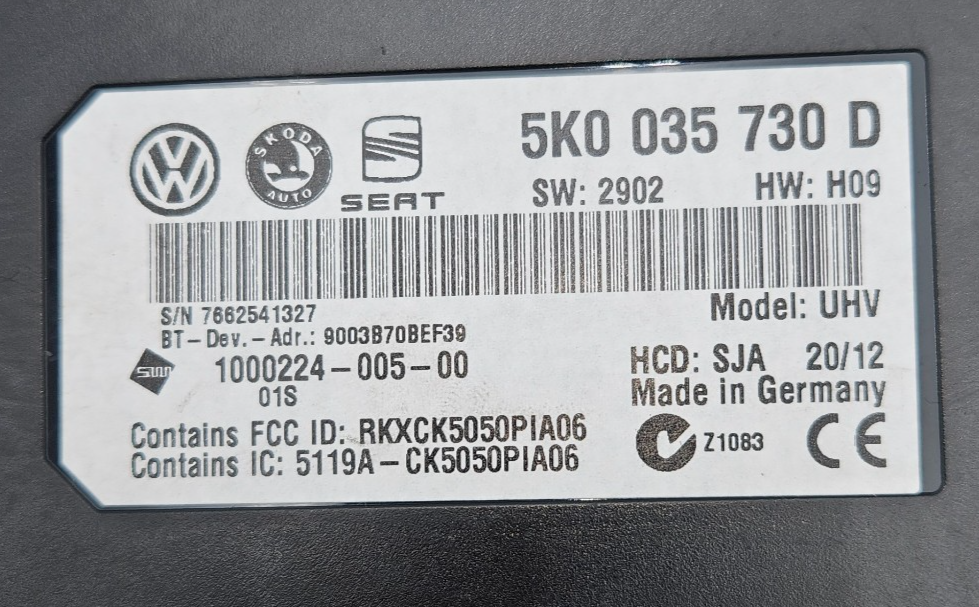 5K0 035 730 D
SKODA
AUTO
SEAT
SW: 2902 HW: H09
S/N 7662541327
Model: UHV
BT-Dev.-Adr.: 9003B70BEF39
1000224-005-00
HCD: SJA 20/12
01S
Made in Germany
Contains FCC ID: RKXCK5050PIA06
Contains IC: 5119A-CK5050PIA06
Z1083
CE